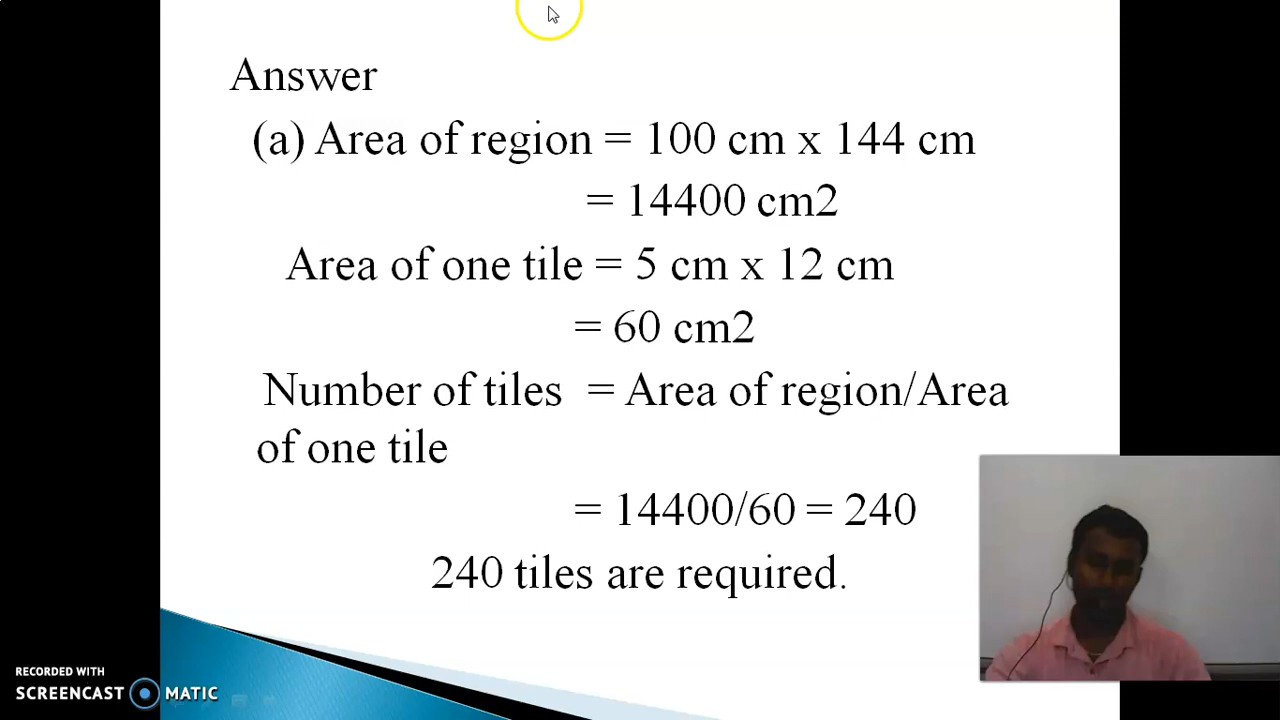 Answer
(a) Area of region = 100 cm x 144 cm
= 14400 cm2
Area of one tile = 5 cm x 12 cm
= 60 cm2
Number of tiles = Area of region/Area
of one tile
= 14400/60 = 240
240 tiles are required.
RECORDED WITH
SCREENCAST MATIC